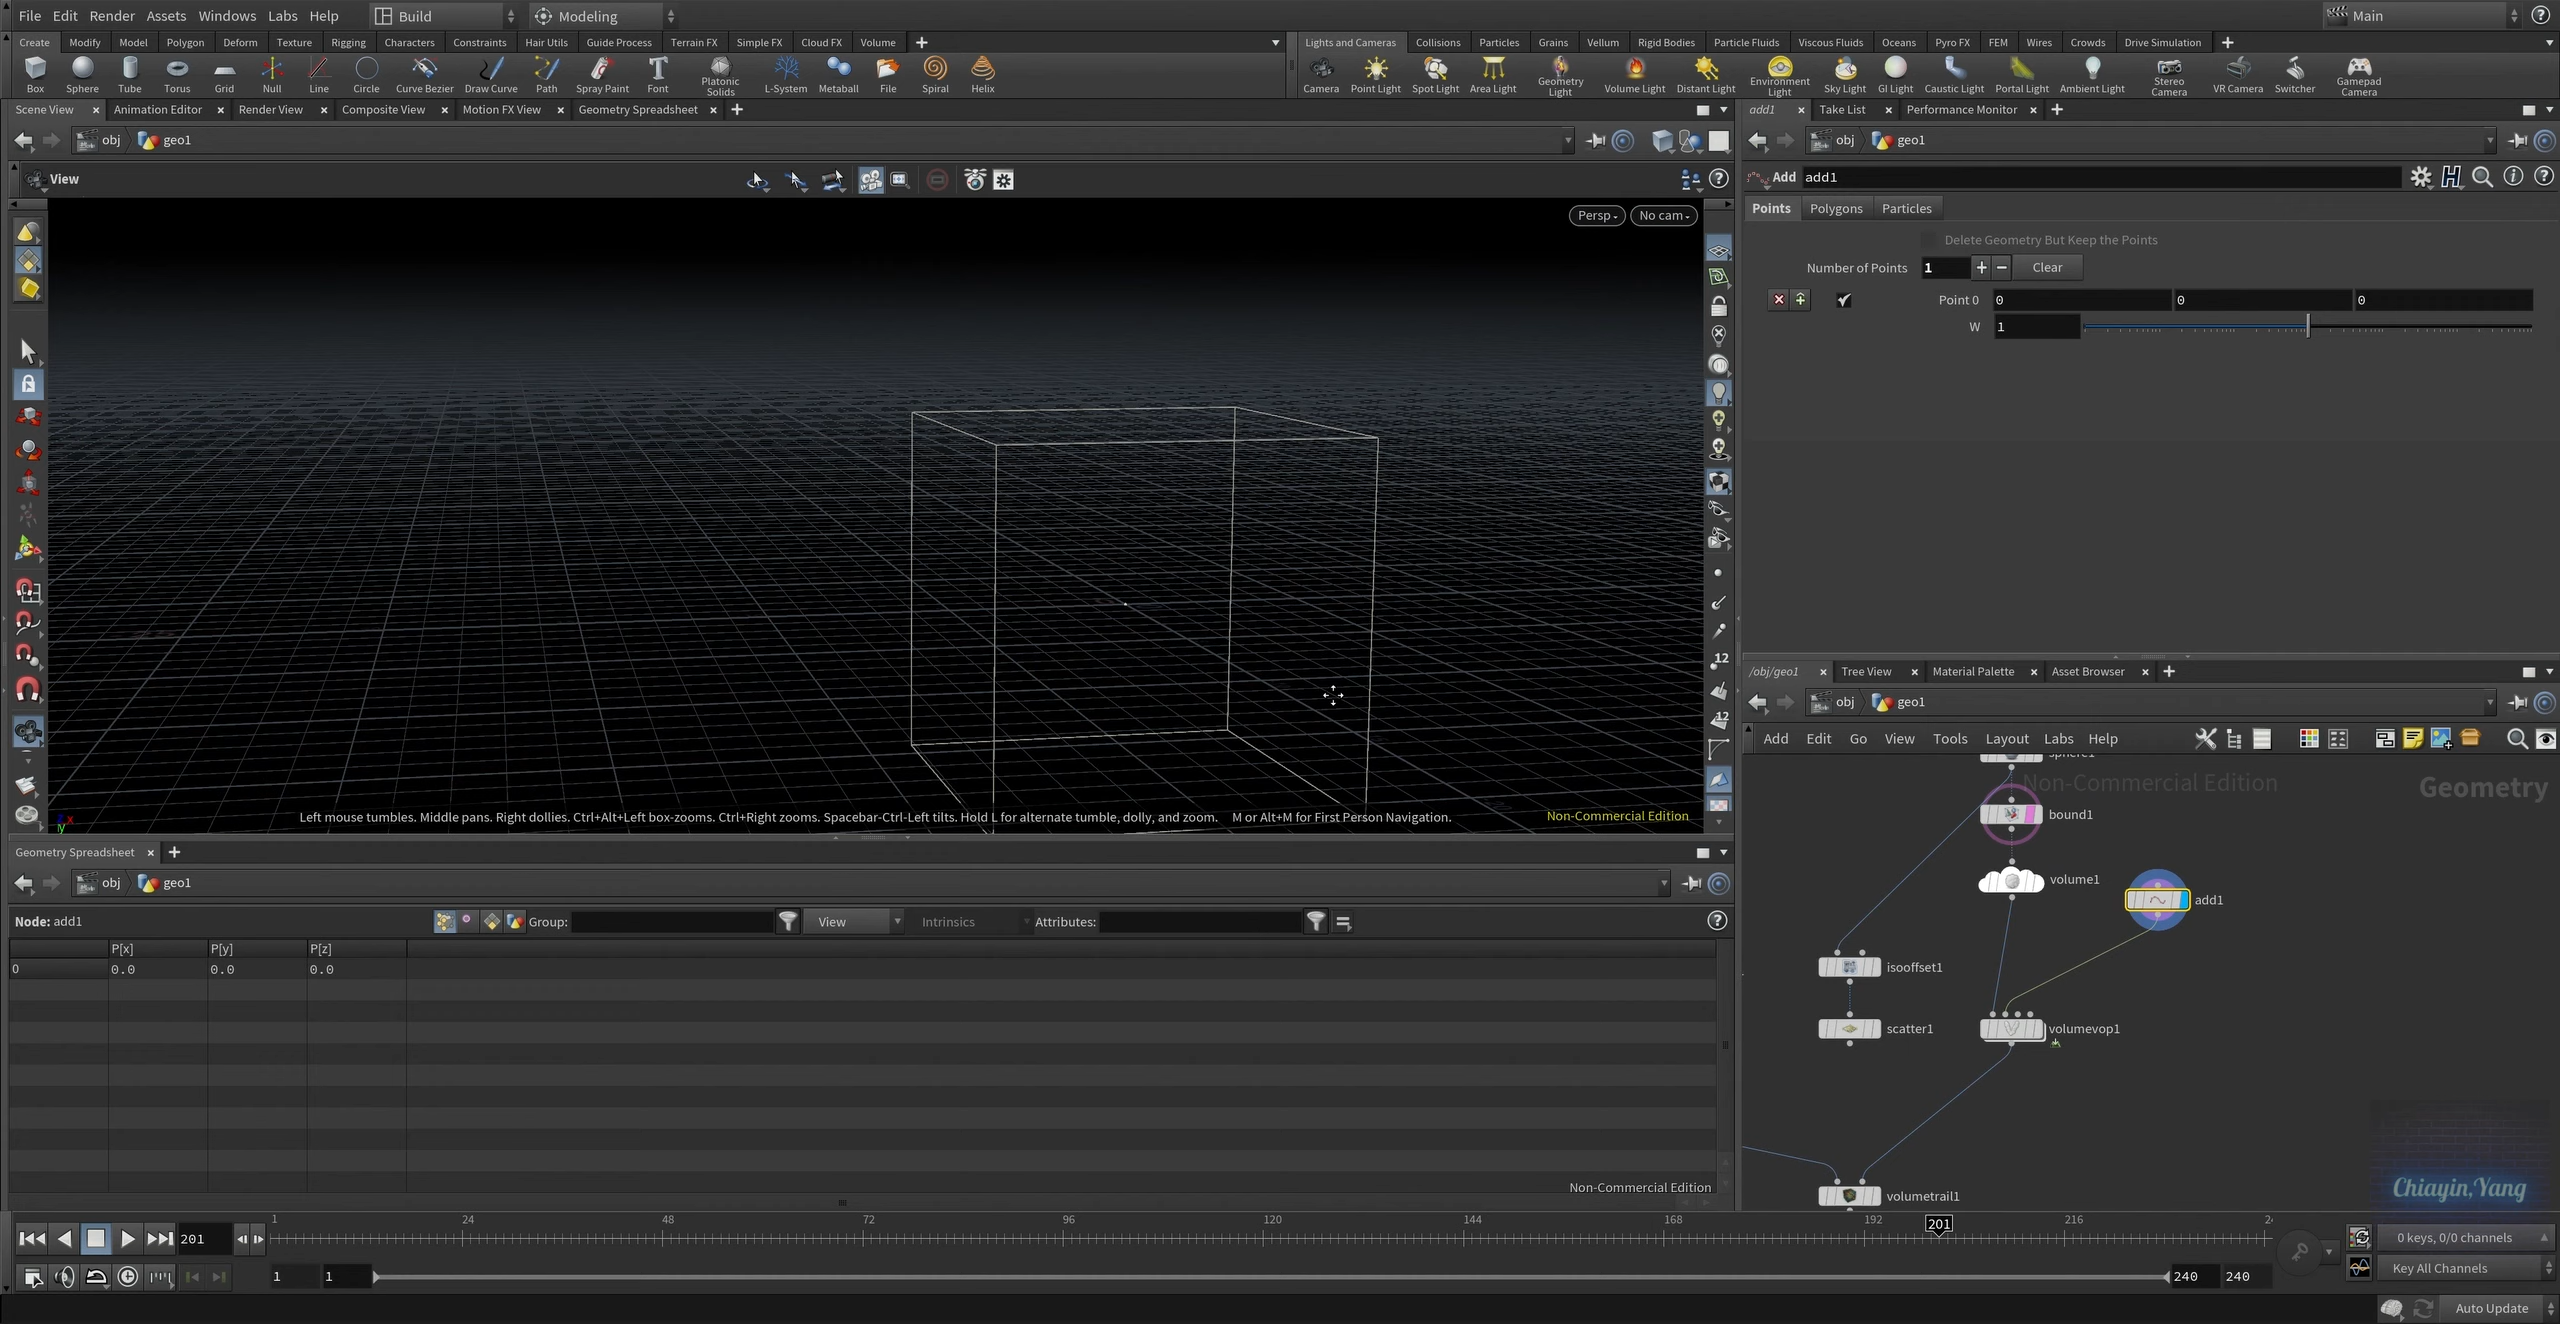 File Edit Render Assets Windows Labs Help Build Modeling Main
Create Modify Model Polygon Deform Texture Rigging Characters Constraints Hair Utils Guide Process Terrain FX Simple FX Cloud FX Volume
Lights and Cameras Collisions Particles Grains Vellum Rigid Bodies Particle Fluids Viscous Fluids Oceans Pyro FX FEM Wires Crowds Drive Simulation
Box Sphere Tube Torus Grid Null Line Circle Curve Bezier Draw Curve Path Spray Paint Font Platonic Solids L-System Metaball File Spiral Helix
Camera Point Light Spot Light Area Light Geometry Light Volume Light Distant Light Environment Light Sky Light GI Light Caustic Light Portal Light Ambient Light Stereo Camera VR Camera Switcher Gamepad Camera
Scene View Animation Editor Render View Composite View Motion FX View Geometry Spreadsheet
add1 Take List Performance Monitor
obj geo1
obj geo1
View
Add add1
Persp No cam
Points Polygons Particles
Delete Geometry But Keep the Points
Number of Points 1 Clear
Point 0 0 0 0
W 1
12
12
Left mouse tumbles. Middle pans. Right dollies. Ctrl+Alt+Left box-zooms. Ctrl+Right zooms. Spacebar-Ctrl-Left tilts. Hold L for alternate tumble, dolly, and zoom. M or Alt+M for First Person Navigation.
Non-Commercial Edition
x
y
/obj/geo1 Tree View Material Palette Asset Browser
obj geo1
Add Edit Go View Tools Layout Labs Help
sphere1
Non-Commercial Edition
Geometry
bound1
volume1
add1
isooffset1
scatter1
volumevop1
volumetrail1
Chiayin,Yang
Geometry Spreadsheet
obj geo1
Node: add1 Group: View Intrinsics Attributes:
P[x] P[y] P[z]
0 0.0 0.0 0.0
Non-Commercial Edition
201
1 24 48 72 96 120 144 168 192 201 216 2
0 keys, 0/0 channels
1 1 240 240
Key All Channels
Auto Update